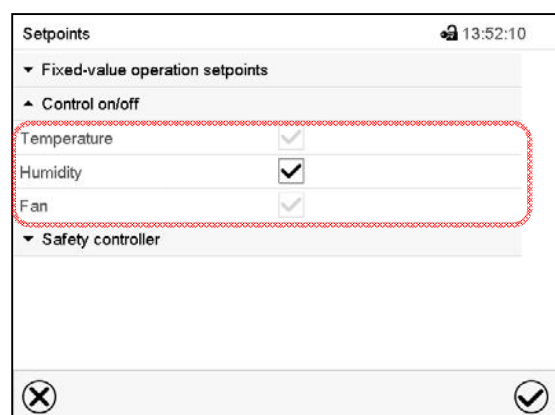 Setpoints 13:52:10
Fixed-value operation setpoints
Control on/off
Temperature
Humidity
Fan
Safety controller